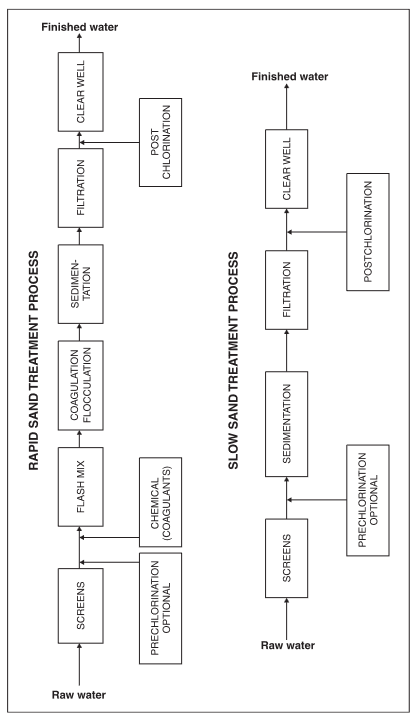 RAPID SAND TREATMENT PROCESS
Raw water
SCREENS
PRECHLORINATION
OPTIONAL
CHEMICAL
(COAGULANTS)
FLASH MIX
COAGULATION
FLOCCULATION
SEDIMEN-
TATION
FILTRATION
POST
CHLORINATION
CLEAR WELL
Finished water
SLOW SAND TREATMENT PROCESS
Raw water
SCREENS
PRECHLORINATION
OPTIONAL
SEDIMENTATION
FILTRATION
POSTCHLORINATION
CLEAR WELL
Finished water